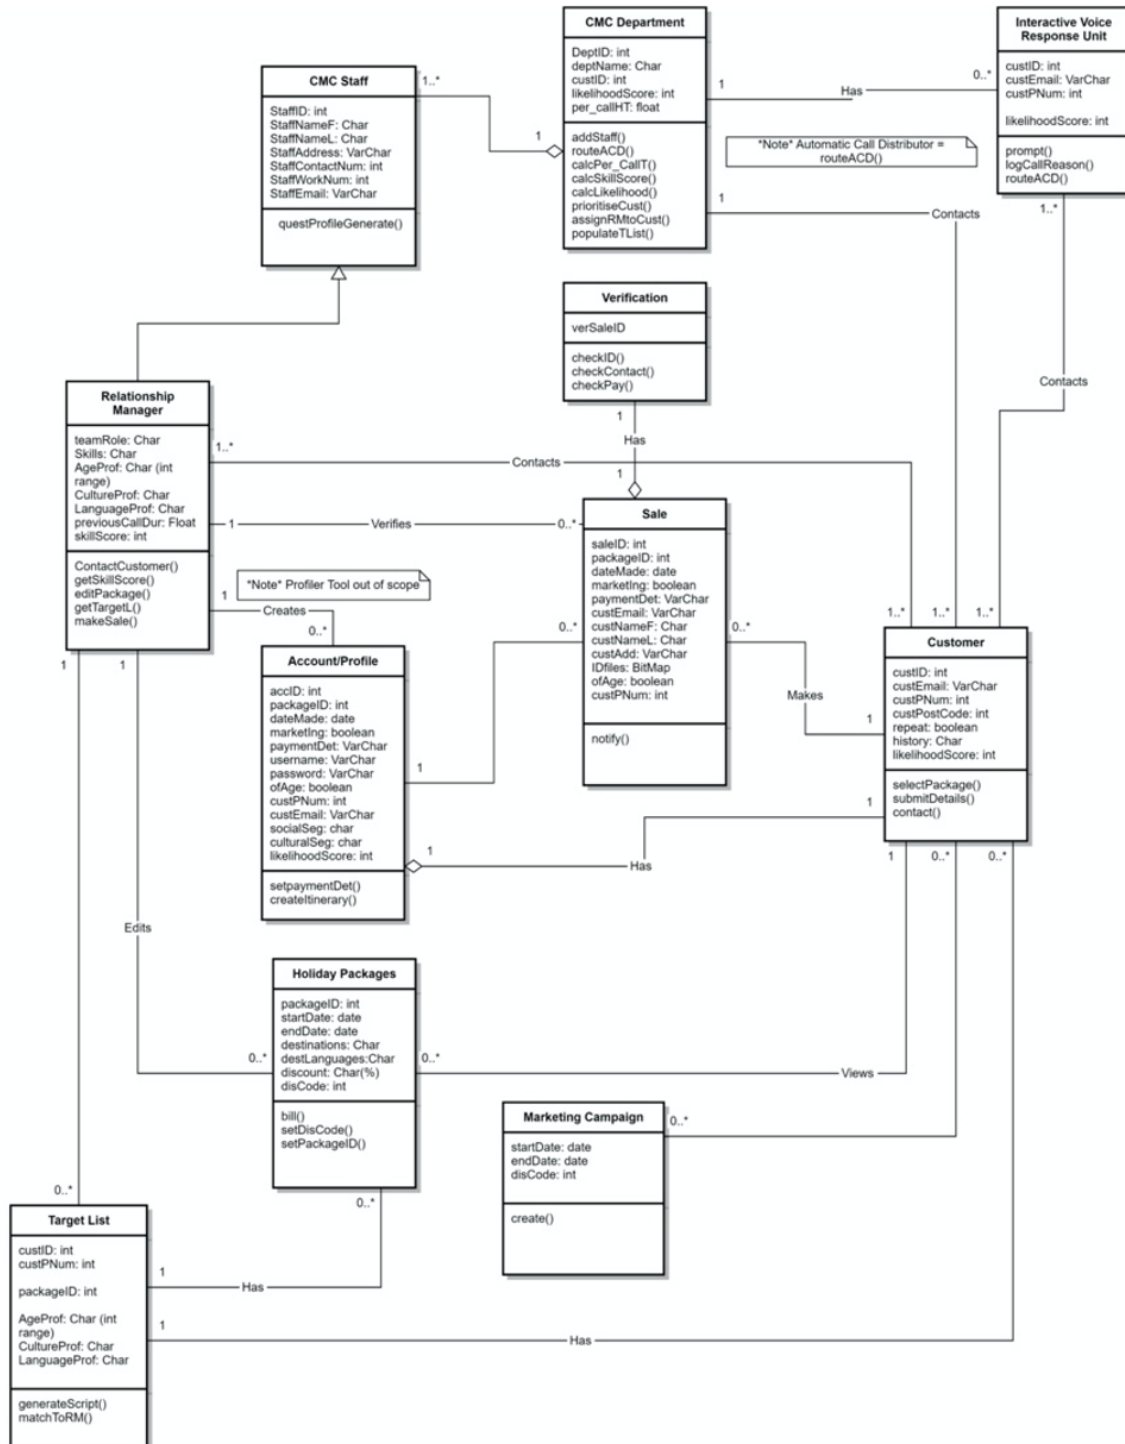 CMC Department
DeptID: int
deptName: Char
custID: int
likelihoodScore: int
per_callHT: float
addStaff()
routeACD()
calcPer_CallT()
calcSkillScore()
calcLikelihood()
prioritiseCust()
assignRMtoCust()
populateTList()
Interactive Voice
Response Unit
custID: int
custEmail: VarChar
custPNum: int
likelihoodScore: int
prompt()
logCallReason()
routeACD()
CMC Staff
StaffID: int
StaffNameF: Char
StaffNameL: Char
StaffAddress: VarChar
StaffContactNum: int
StaffWorkNum: int
StaffEmail: VarChar
questProfileGenerate()
1..*
1
1
Has
0..*
*Note* Automatic Call Distributor =
routeACD()
1
Contacts
1..*
Contacts
Verification
verSaleID
checkID()
checkContact()
checkPay()
1
Has
1
Relationship
Manager
teamRole: Char
Skills: Char
AgeProf: Char (int
range)
CultureProf: Char
LanguageProf: Char
previousCallDur: Float
skillScore: int
ContactCustomer()
getSkillScore()
editPackage()
getTargetL()
makeSale()
1..*
Contacts
1
Verifies
0..*
*Note* Profiler Tool out of scope
1
Creates
0..*
Sale
saleID: int
packageID: int
dateMade: date
marketIng: boolean
paymentDet: VarChar
custEmail: VarChar
custNameF: Char
custNameL: Char
custAdd: VarChar
IDfiles: BitMap
ofAge: boolean
custPNum: int
notify()
0..*
0..*
Makes
1
1..*
1..*
1..*
Customer
custID: int
custEmail: VarChar
custPNum: int
custPostCode: int
repeat: boolean
history: Char
likelihoodScore: int
selectPackage()
submitDetails()
contact()
Account/Profile
accID: int
packageID: int
dateMade: date
marketIng: boolean
paymentDet: VarChar
username: VarChar
password: VarChar
ofAge: boolean
custPNum: int
custEmail: VarChar
socialSeg: char
culturalSeg: char
likelihoodScore: int
setpaymentDet()
createItinerary()
1
1
Has
1
1
1
Edits
1
0..*
0..*
Holiday Packages
packageID: int
startDate: date
endDate: date
destinations: Char
destLanguages:Char
discount: Char(%)
disCode: int
bill()
setDisCode()
setPackageID()
0..*
0..*
Views
Marketing Campaign
startDate: date
endDate: date
disCode: int
create()
0..*
0..*
0..*
Target List
custID: int
custPNum: int
packageID: int
AgeProf: Char (int
range)
CultureProf: Char
LanguageProf: Char
generateScript()
matchToRM()
1
Has
1
Has